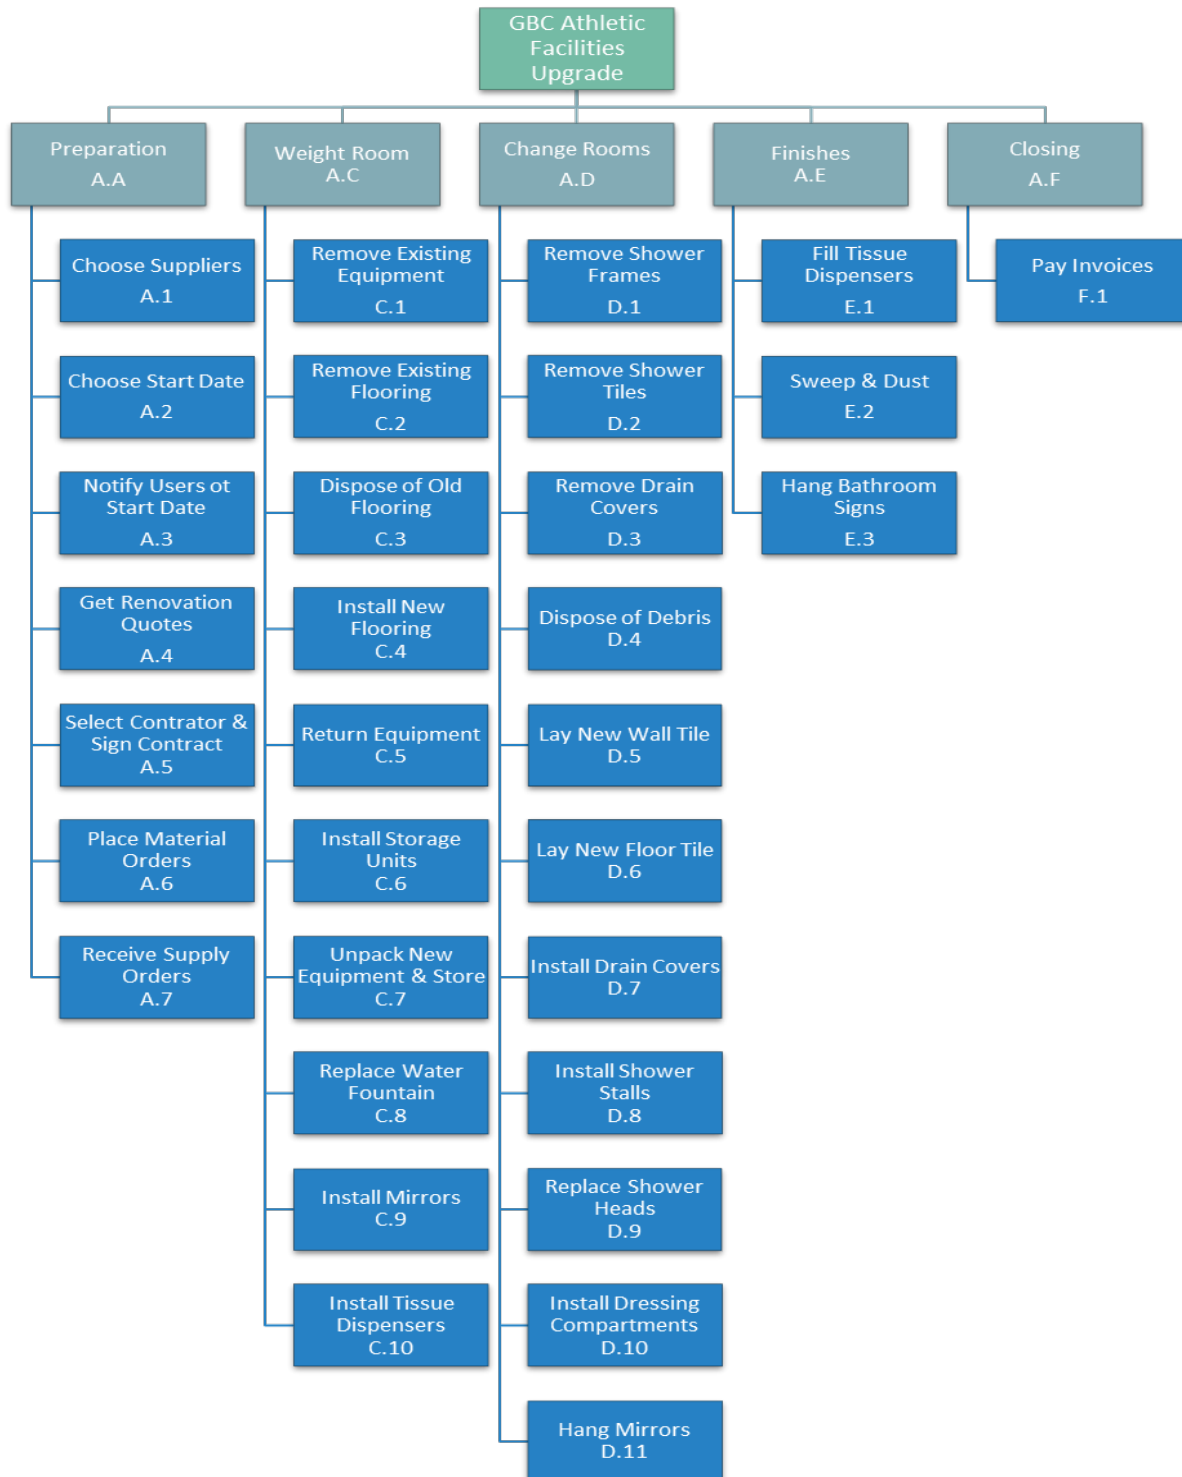 GBC Athletic
Facilities
Upgrade
Preparation
A.A
Weight Room
A.C
Change Rooms
A.D
Finishes
A.E
Closing
A.F
Choose Suppliers
A.1
Choose Start Date
A.2
Notify Users ot
Start Date
A.3
Get Renovation
Quotes
A.4
Select Contrator &
Sign Contract
A.5
Place Material
Orders
A.6
Receive Supply
Orders
A.7
Remove Existing
Equipment
C.1
Remove Existing
Flooring
C.2
Dispose of Old
Flooring
C.3
Install New
Flooring
C.4
Return Equipment
C.5
Install Storage
Units
C.6
Unpack New
Equipment & Store
C.7
Replace Water
Fountain
C.8
Install Mirrors
C.9
Install Tissue
Dispensers
C.10
Remove Shower
Frames
D.1
Remove Shower
Tiles
D.2
Remove Drain
Covers
D.3
Dispose of Debris
D.4
Lay New Wall Tile
D.5
Lay New Floor Tile
D.6
Install Drain Covers
D.7
Install Shower
Stalls
D.8
Replace Shower
Heads
D.9
Install Dressing
Compartments
D.10
Hang Mirrors
D.11
Fill Tissue
Dispensers
E.1
Sweep & Dust
E.2
Hang Bathroom
Signs
E.3
Pay Invoices
F.1